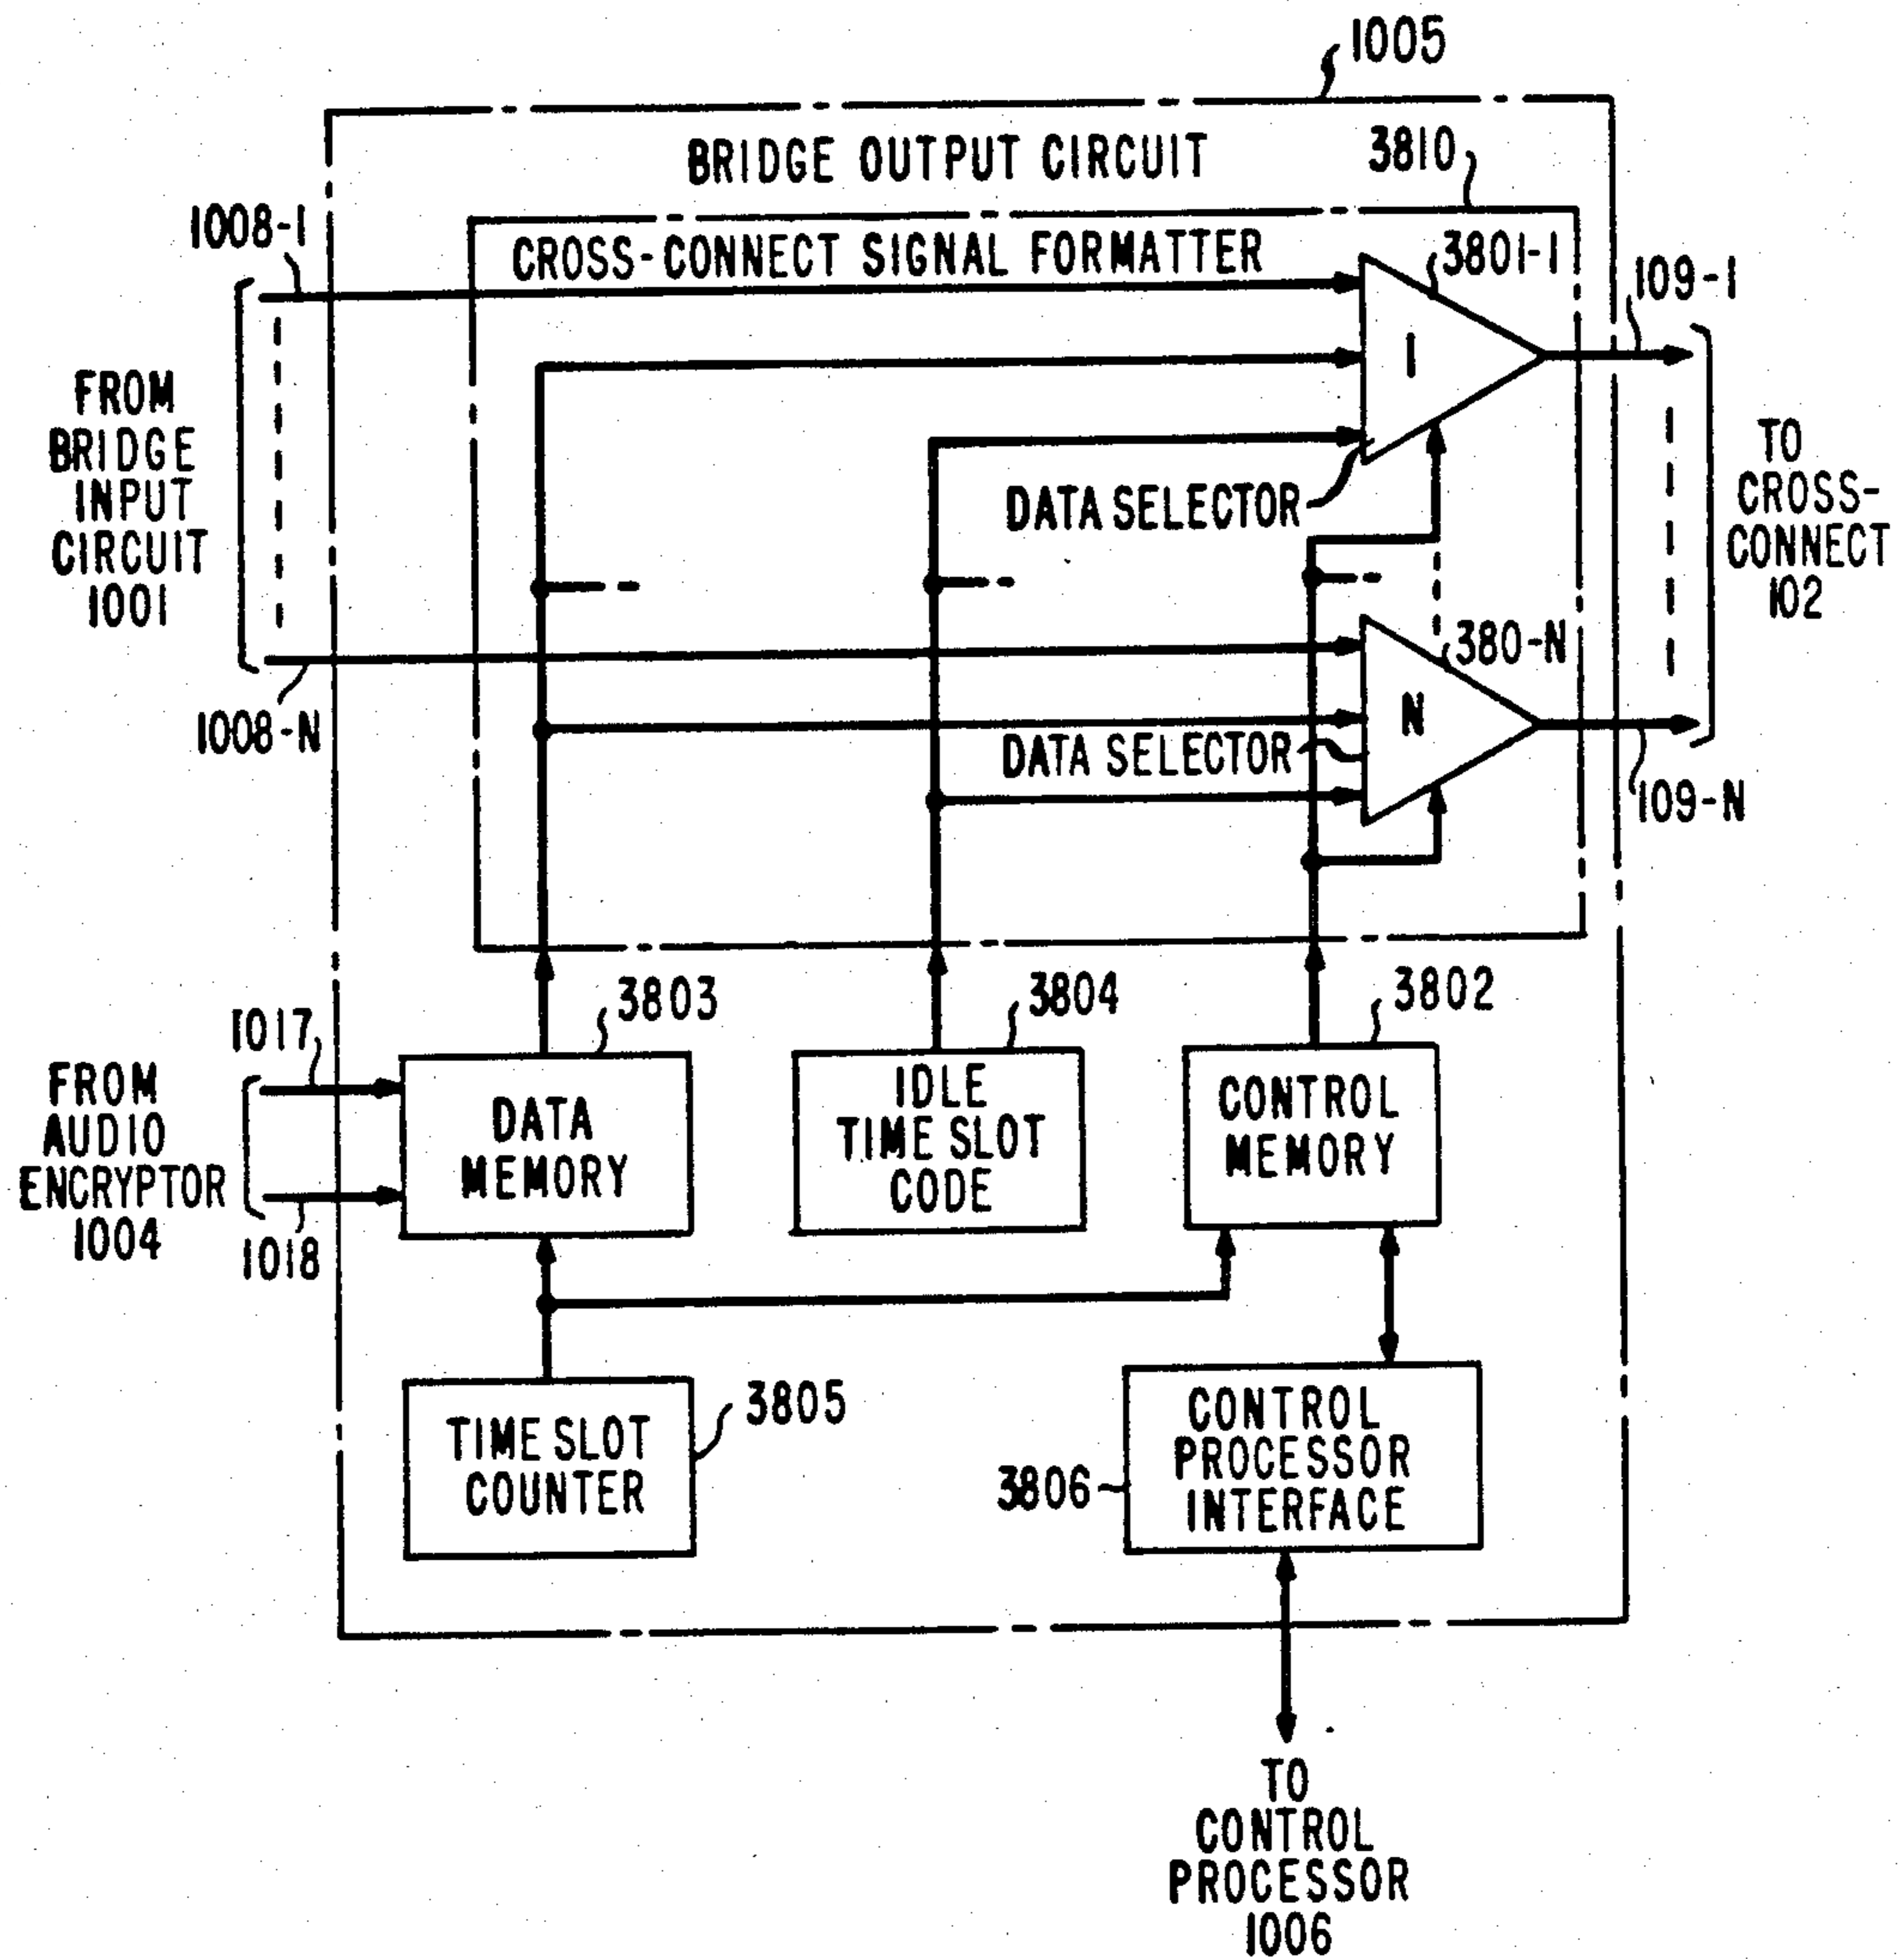 1005
BRIDGE OUTPUT CIRCUIT
3810
1008-1
CROSS-CONNECT SIGNAL FORMATTER
3801-1
109-1
1
FROM
BRIDGE
INPUT
CIRCUIT
1001
DATA SELECTOR
TO
CROSS-
CONNECT
102
380-N
1008-N
N
DATA SELECTOR
109-N
3803
3804
3802
1017
FROM
AUDIO
ENCRYPTOR
1004
1018
DATA
MEMORY
IDLE
TIME SLOT
CODE
CONTROL
MEMORY
TIME SLOT
COUNTER
3805
3806
CONTROL
PROCESSOR
INTERFACE
TO
CONTROL
PROCESSOR
1006